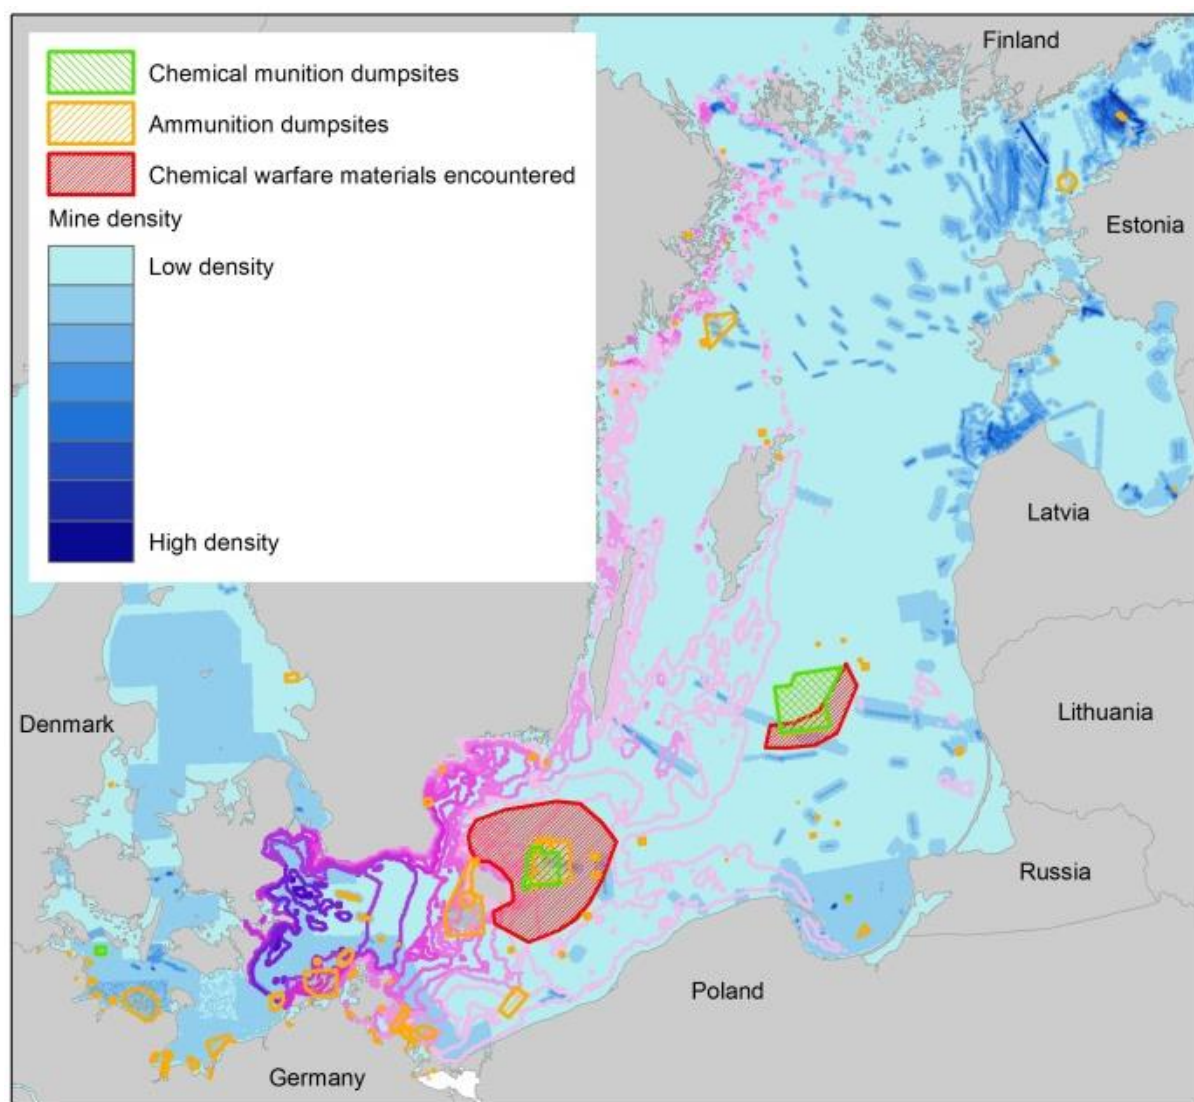 Chemical munition dumpsites
Ammunition dumpsites
Chemical warfare materials encountered
Mine density
Low density
High density
Finland
Estonia
Latvia
Lithuania
Denmark
Russia
Poland
Germany